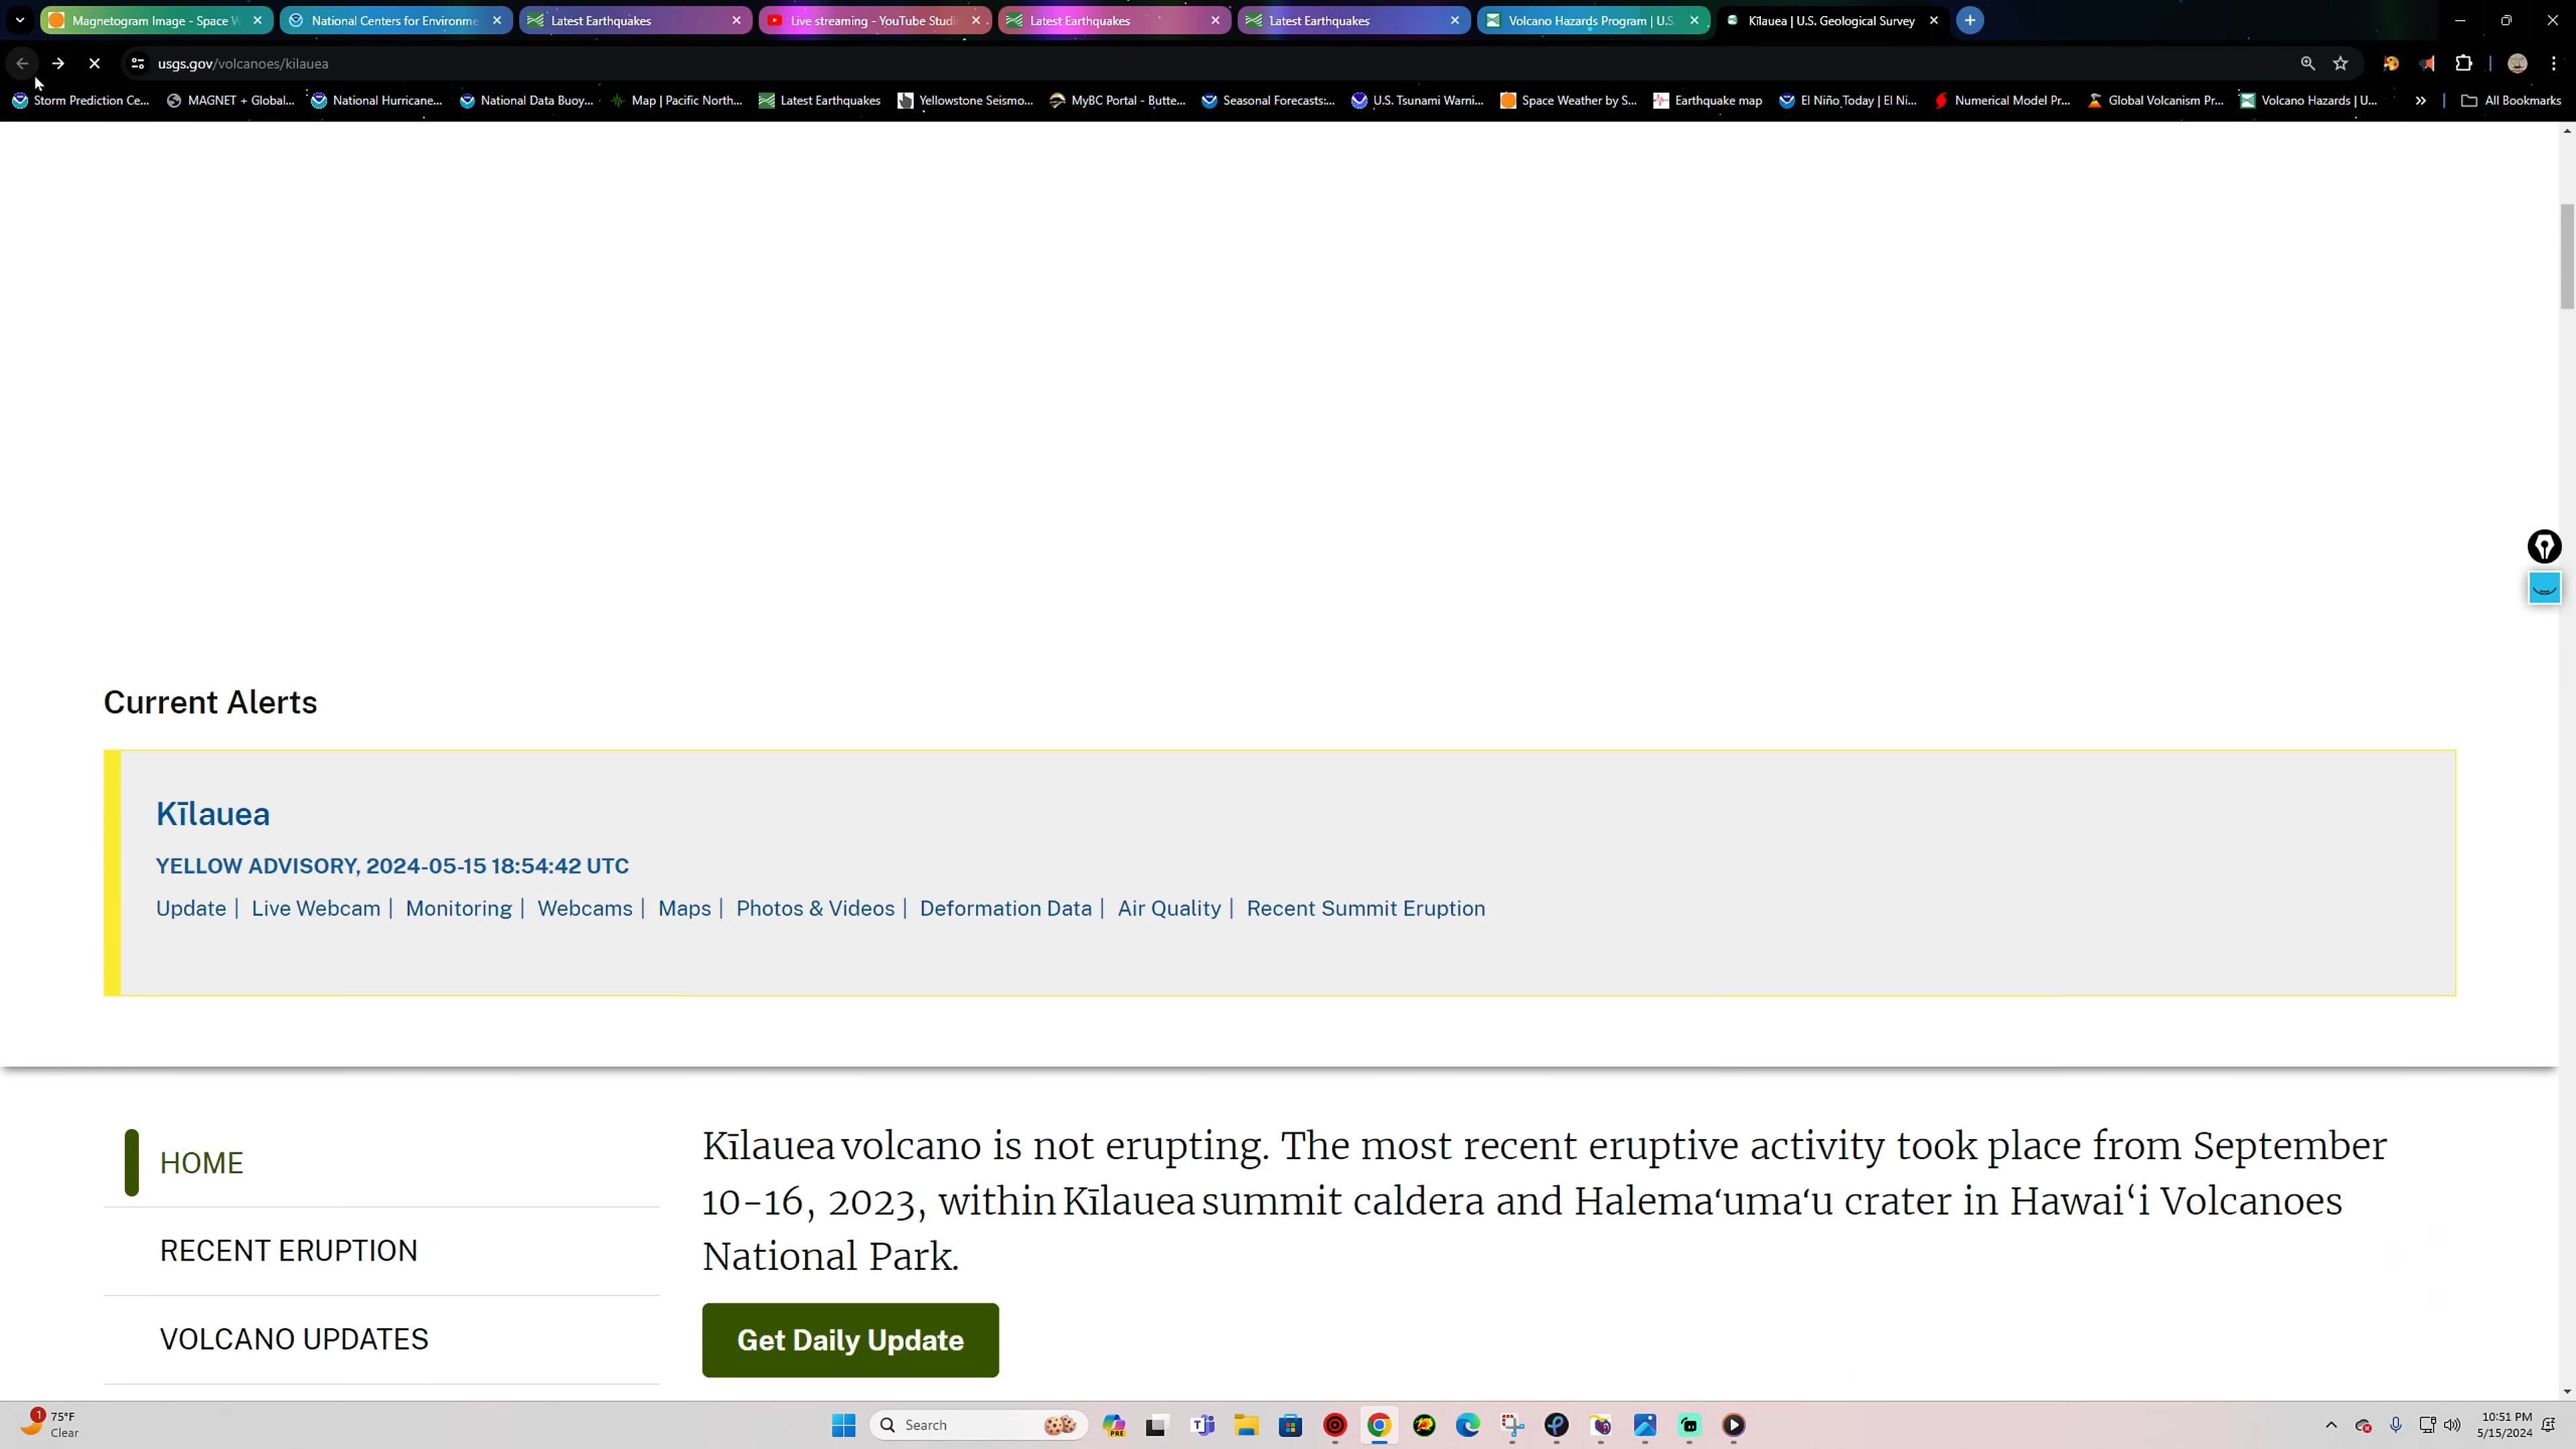 Magnetogram Image - Space W
National Centers for Environme
Latest Earthquakes
Live streaming - YouTube Studi
Latest Earthquakes
Latest Earthquakes
Volcano Hazards Program | U.S.
Kīlauea | U.S. Geological Survey
usgs.gov/volcanoes/kilauea
Storm Prediction Ce...
MAGNET + Global...
National Hurricane...
National Data Buoy...
Map | Pacific North...
Latest Earthquakes
Yellowstone Seismo...
MyBC Portal - Butte...
Seasonal Forecasts:...
U.S. Tsunami Warni...
Space Weather by S...
Earthquake map
El Niño Today | El Ni...
Numerical Model Pr...
Global Volcanism Pr...
Volcano Hazards | U...
All Bookmarks
Current Alerts
Kīlauea
YELLOW ADVISORY, 2024-05-15 18:54:42 UTC
Update | Live Webcam | Monitoring | Webcams | Maps | Photos & Videos | Deformation Data | Air Quality | Recent Summit Eruption
HOME
RECENT ERUPTION
VOLCANO UPDATES
Kīlauea volcano is not erupting. The most recent eruptive activity took place from September
10-16, 2023, within Kīlauea summit caldera and Halemaʻumaʻu crater in Hawaiʻi Volcanoes
National Park.
Get Daily Update
1
75°F
Clear
Search
PRE
10:51 PM
5/15/2024